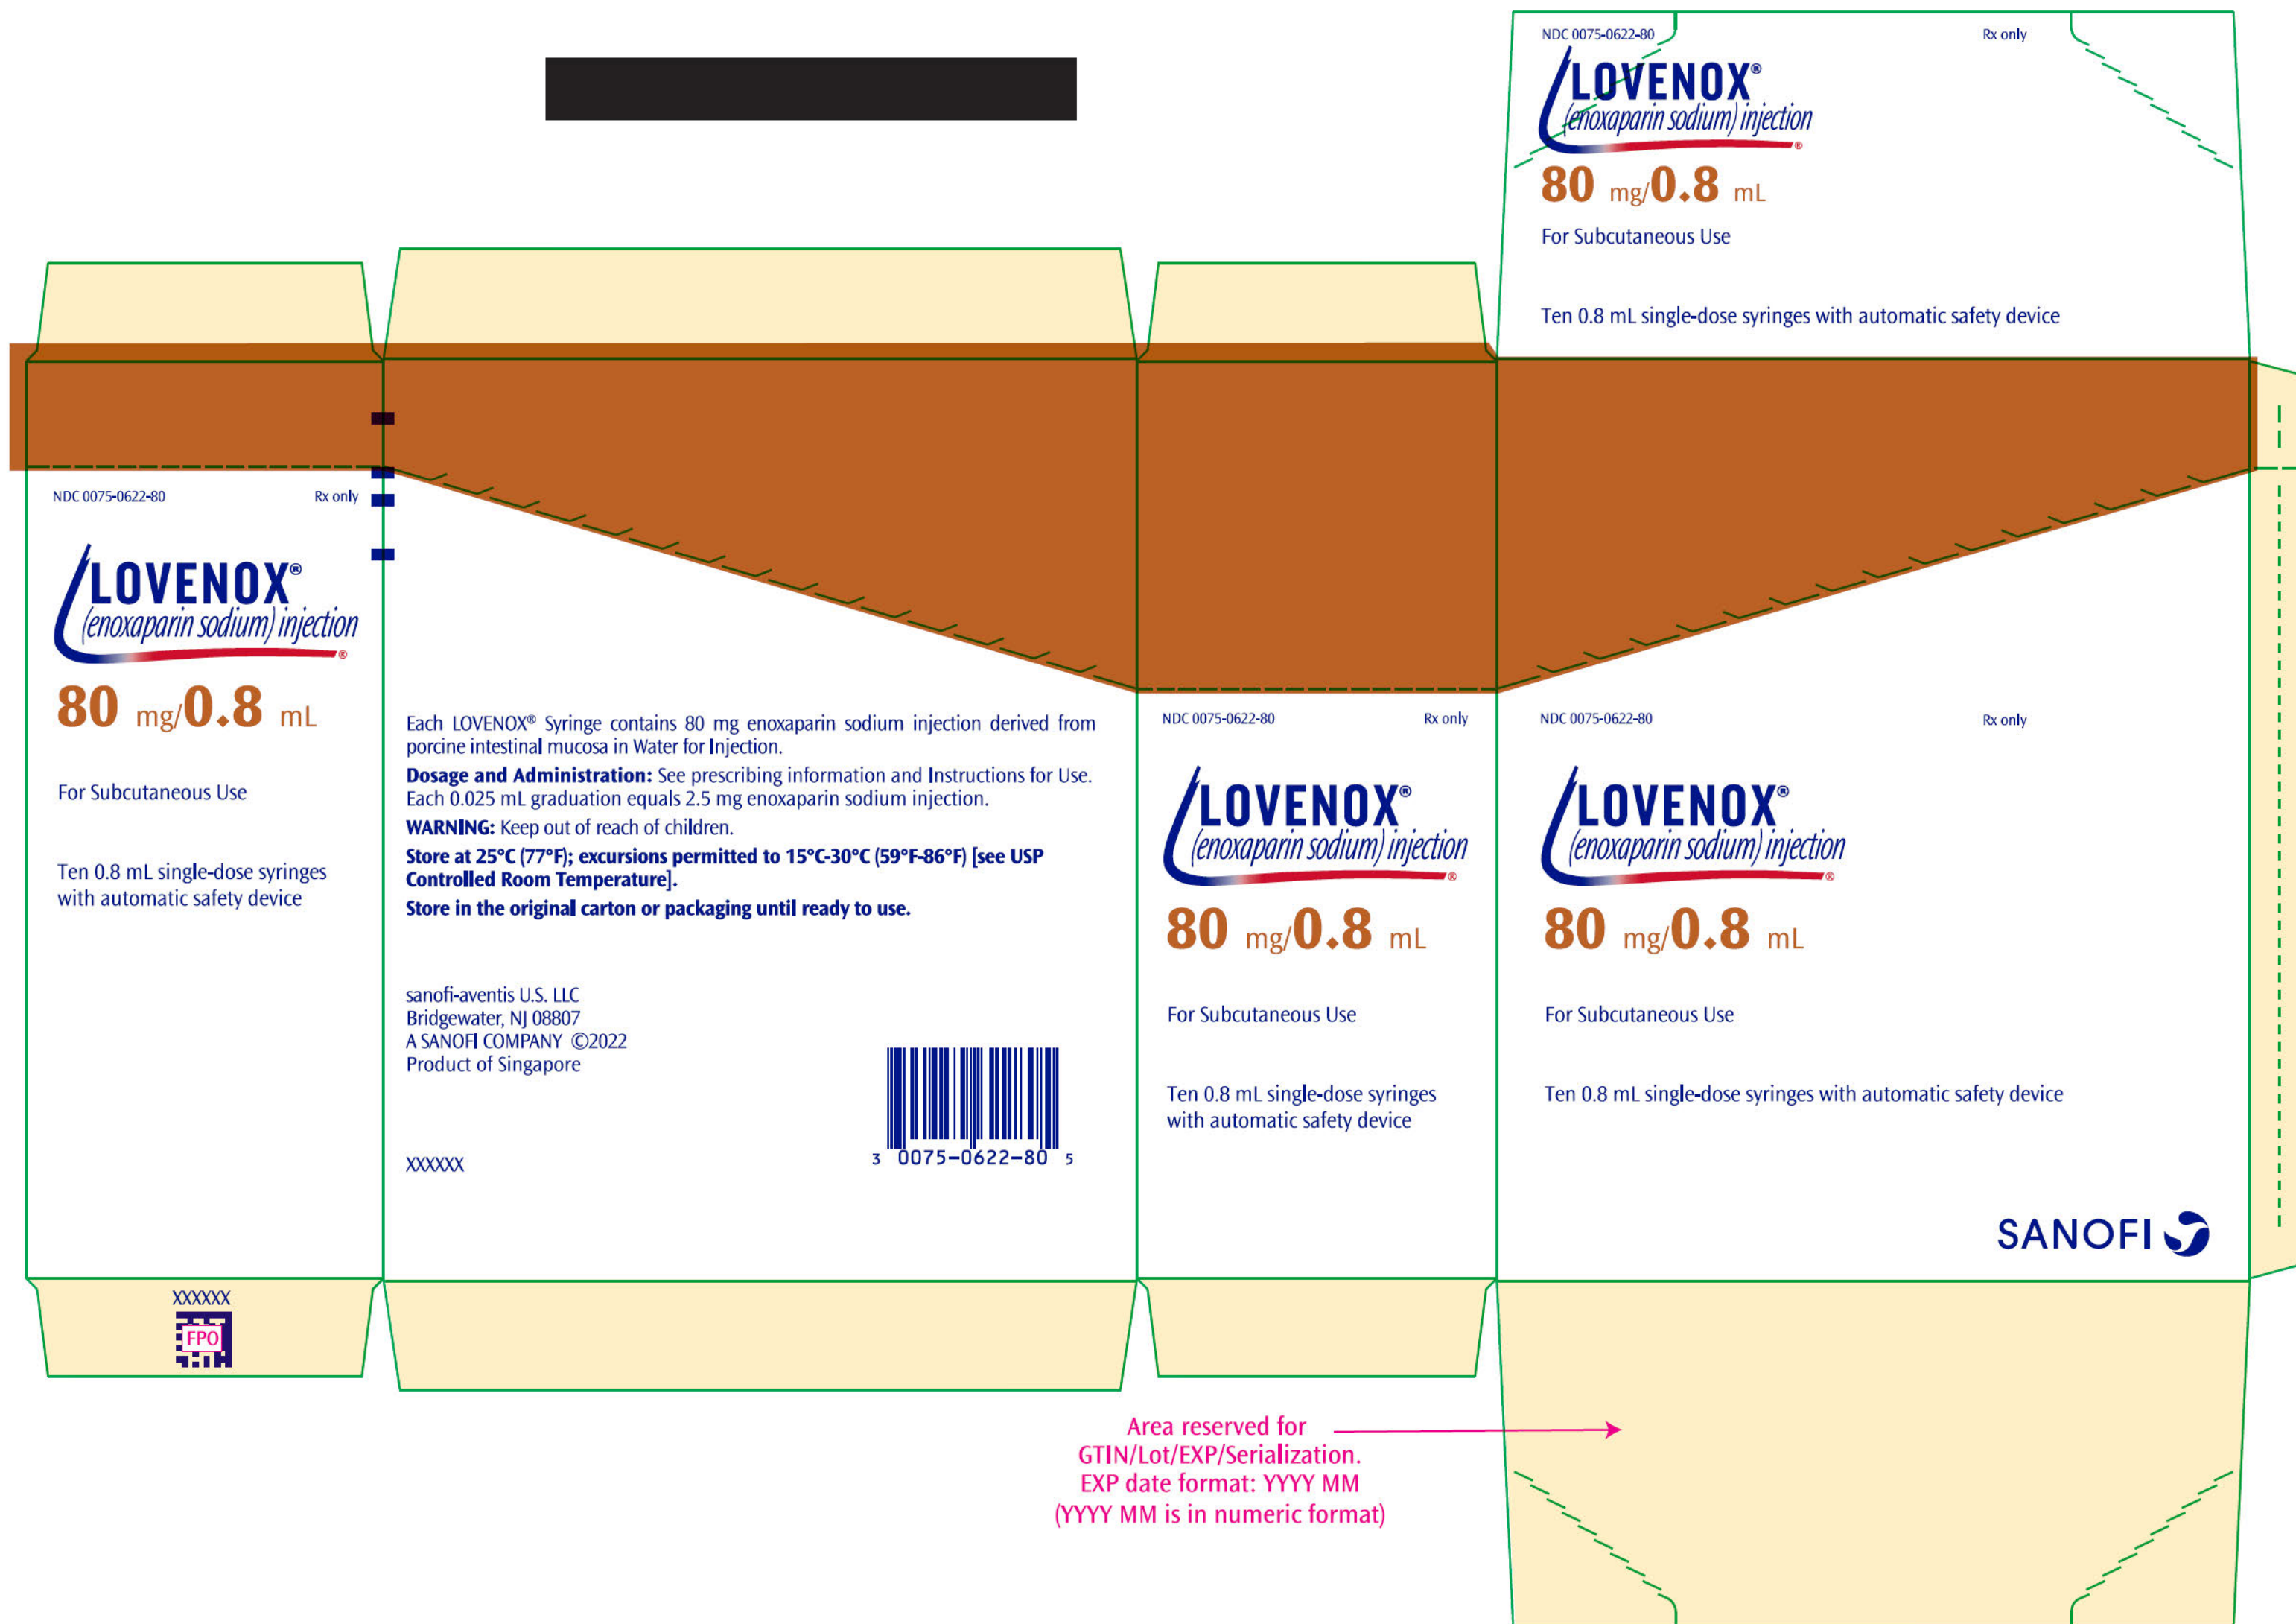 NDC 0075-0622-80 Rx only
LOVENOX®
(enoxaparin sodium) injection
®
80 mg/0.8 mL
For Subcutaneous Use
Ten 0.8 mL single-dose syringes with automatic safety device
NDC 0075-0622-80 Rx only
LOVENOX®
(enoxaparin sodium) injection
®
80 mg/0.8 mL
For Subcutaneous Use
Ten 0.8 mL single-dose syringes
with automatic safety device
Each LOVENOX® Syringe contains 80 mg enoxaparin sodium injection derived from
porcine intestinal mucosa in Water for Injection.
Dosage and Administration: See prescribing information and Instructions for Use.
Each 0.025 mL graduation equals 2.5 mg enoxaparin sodium injection.
WARNING: Keep out of reach of children.
Store at 25°C (77°F); excursions permitted to 15°C-30°C (59°F-86°F) [see USP
Controlled Room Temperature].
Store in the original carton or packaging until ready to use.
sanofi-aventis U.S. LLC
Bridgewater, NJ 08807
A SANOFI COMPANY ©2022
Product of Singapore
XXXXXX
3 0075-0622-80 5
NDC 0075-0622-80 Rx only
LOVENOX®
(enoxaparin sodium) injection
®
80 mg/0.8 mL
For Subcutaneous Use
Ten 0.8 mL single-dose syringes
with automatic safety device
NDC 0075-0622-80 Rx only
LOVENOX®
(enoxaparin sodium) injection
®
80 mg/0.8 mL
For Subcutaneous Use
Ten 0.8 mL single-dose syringes with automatic safety device
SANOFI
XXXXXX
FPO
Area reserved for
GTIN/Lot/EXP/Serialization.
EXP date format: YYYY MM
(YYYY MM is in numeric format)